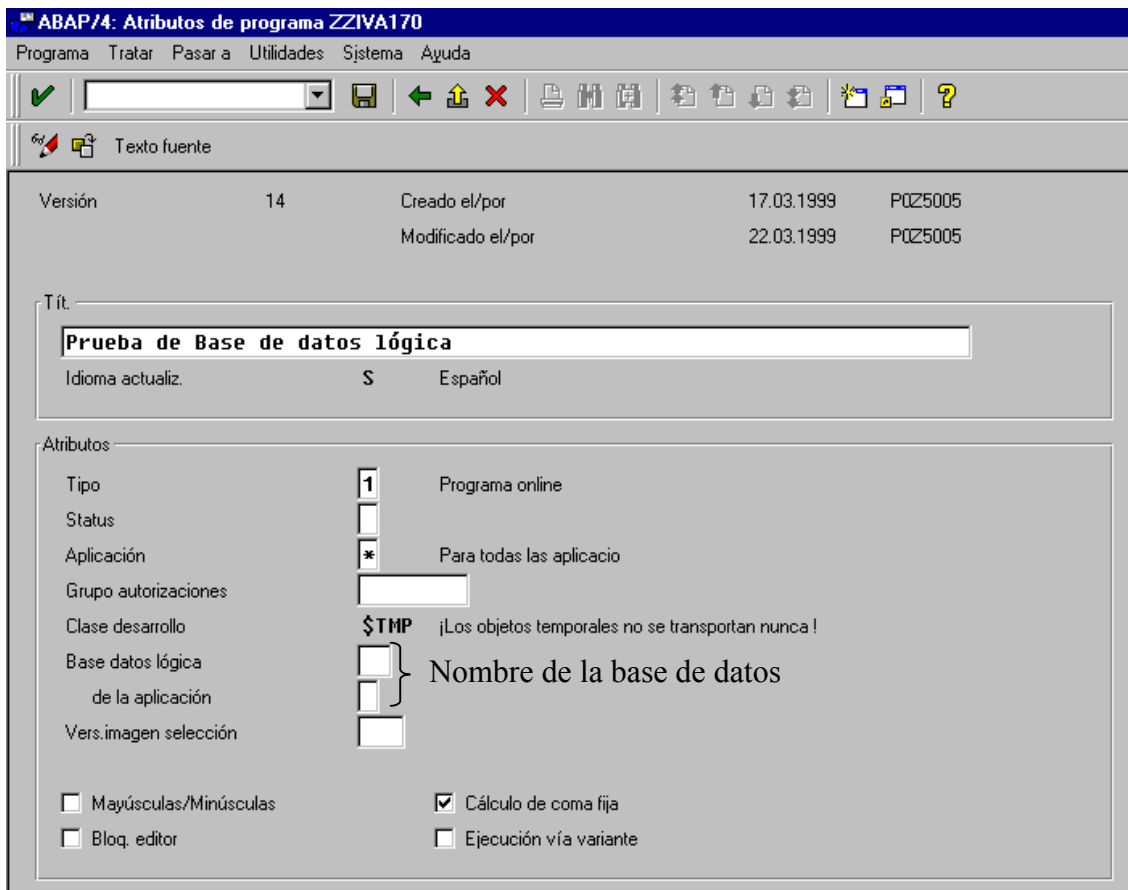 ABAP/4: Atributos de programa ZZIVA170
Programa Tratar Pasar a Utilidades Sistema Ayuda
Texto fuente
Versión 14 Creado el/por 17.03.1999 P0Z5005
Modificado el/por 22.03.1999 P0Z5005
Tít.
Prueba de Base de datos lógica
Idioma actualiz. S Español
Atributos
Tipo 1 Programa online
Status
Aplicación * Para todas las aplicacio
Grupo autorizaciones
Clase desarrollo $TMP ¡Los objetos temporales no se transportan nunca !
Base datos lógica
Nombre de la base de datos
de la aplicación
Vers.imagen selección
Mayúsculas/Minúsculas Cálculo de coma fija
Bloq. editor Ejecución vía variante